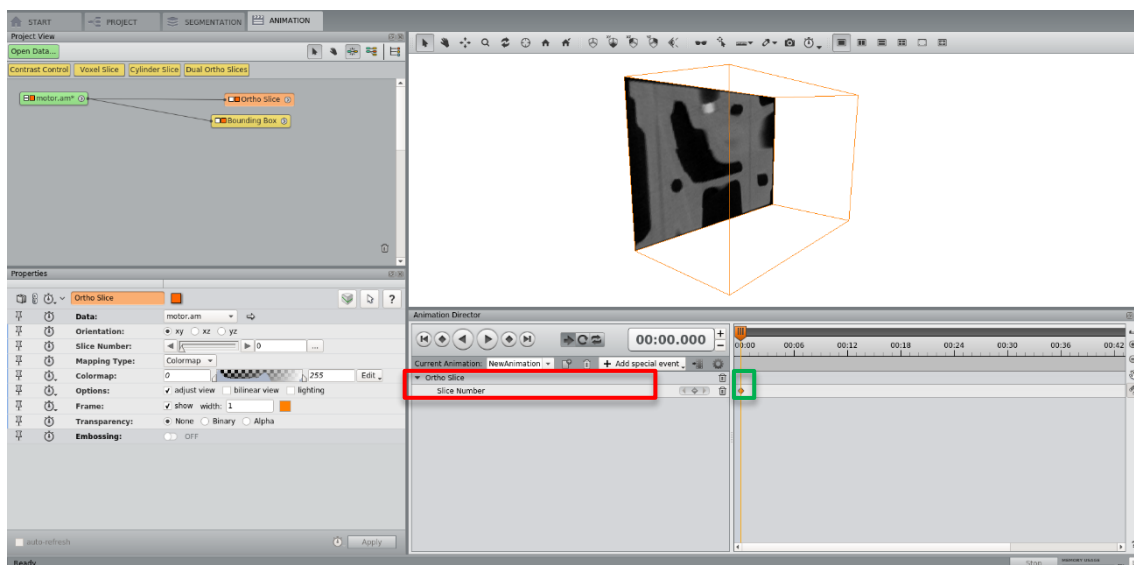 START PROJECT SEGMENTATION ANIMATION
Project View
Open Data...
Contrast Control Voxel Slice Cylinder Slice Dual Ortho Slices
motor.am* Ortho Slice
Bounding Box
Properties
Ortho Slice ?
Data: motor.am
Orientation: xy xz yz
Slice Number: 0 ...
Mapping Type: Colormap
Colormap: 0 255 Edit
Options: adjust view bilinear view lighting
Frame: show width: 1
Transparency: None Binary Alpha
Embossing: OFF
auto-refresh Apply
Ready
Animation Director
00:00.000 + −
Current Animation: NewAnimation + Add special event
Ortho Slice
Slice Number
00:00 00:06 00:12 00:18 00:24 00:30 00:36 00:42
Stop MEMORY USAGE